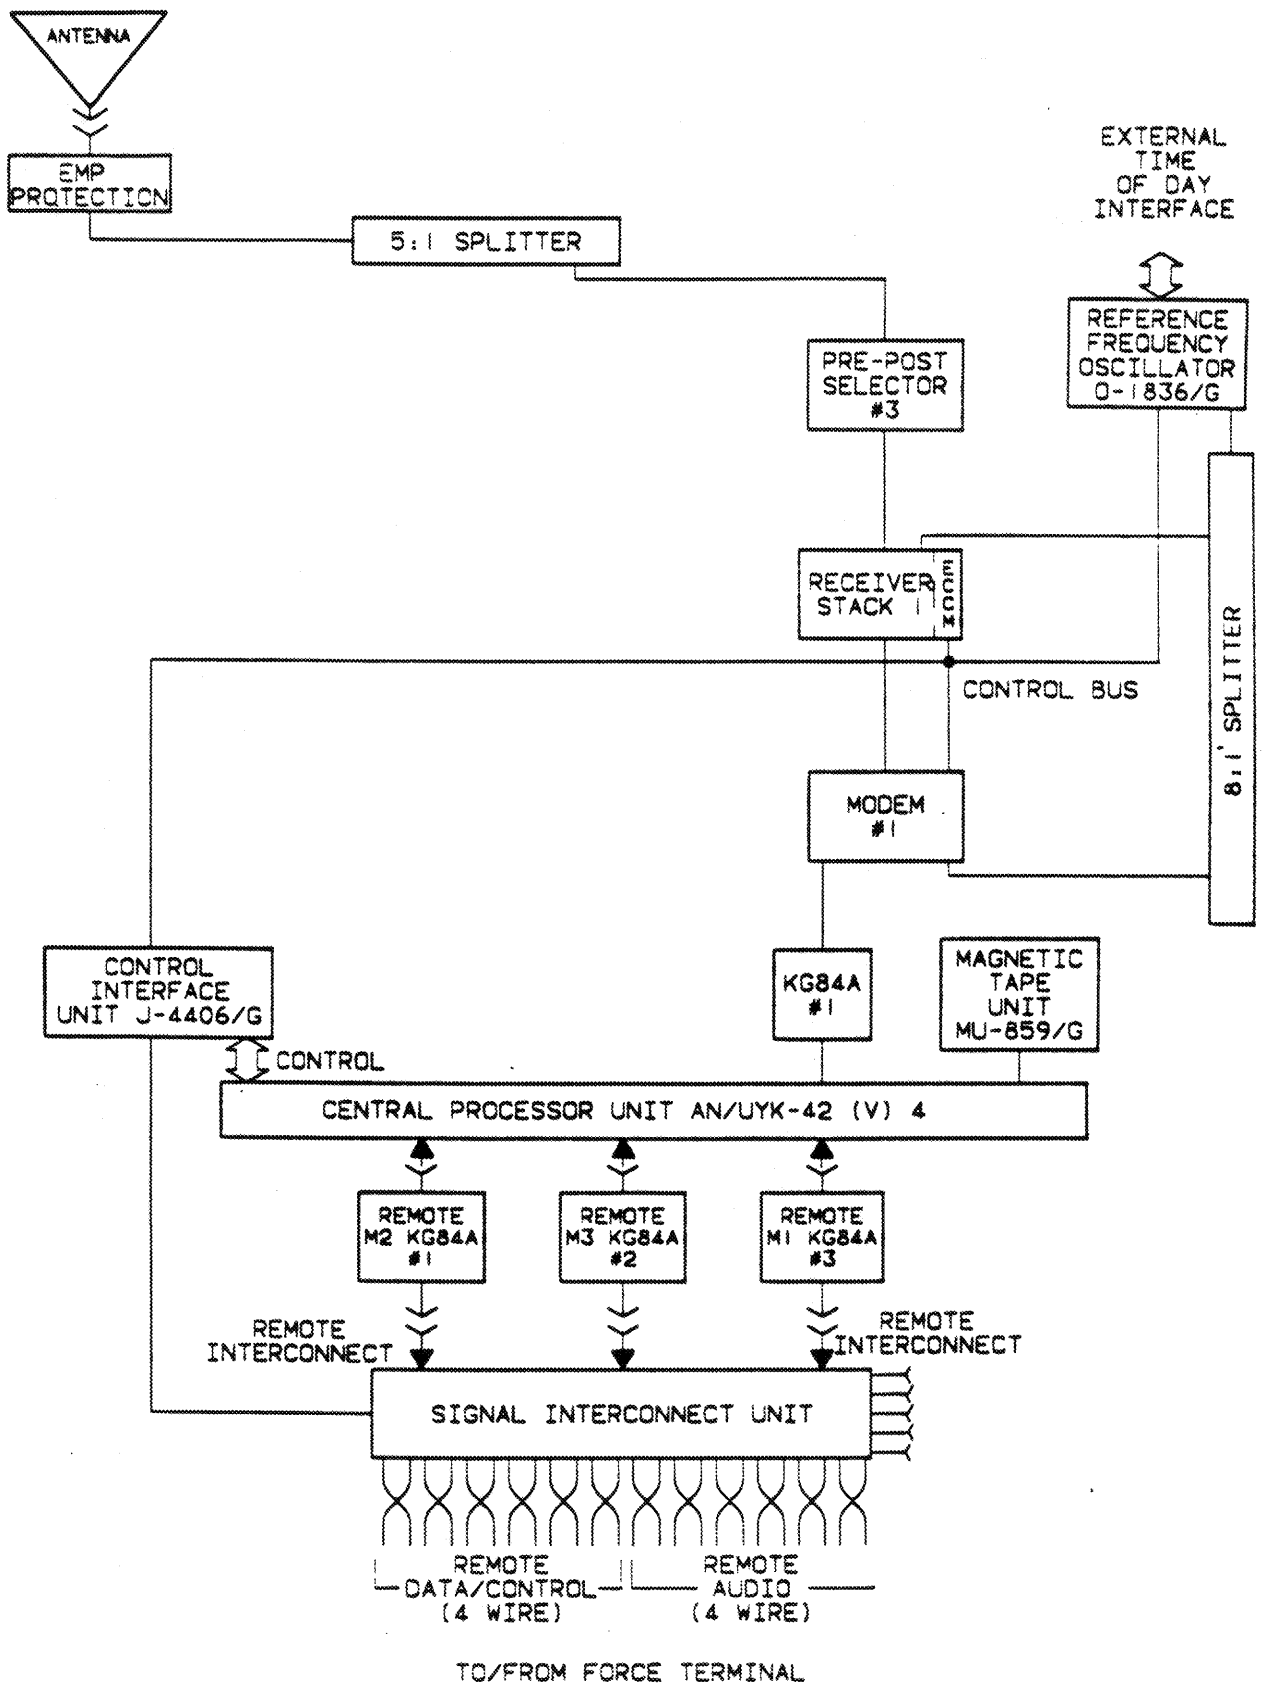 ANTENNA
EMP
PROTECTION
5:1 SPLITTER
EXTERNAL
TIME
OF DAY
INTERFACE
REFERENCE
FREQUENCY
OSCILLATOR
O-1836/G
PRE-POST
SELECTOR
#3
RECEIVER
STACK 1
CONTROL BUS
8:1 SPLITTER
MODEM
#1
CONTROL
INTERFACE
UNIT J-4406/G
CONTROL
KG84A
#1
MAGNETIC
TAPE
UNIT
MU-859/G
CENTRAL PROCESSOR UNIT AN/UYK-42 (V) 4
REMOTE
M2 KG84A
#1
REMOTE
M3 KG84A
#2
REMOTE
M1 KG84A
#3
REMOTE
INTERCONNECT
REMOTE
INTERCONNECT
SIGNAL INTERCONNECT UNIT
REMOTE
DATA/CONTROL
(4 WIRE)
REMOTE
AUDIO
(4 WIRE)
TO/FROM FORCE TERMINAL